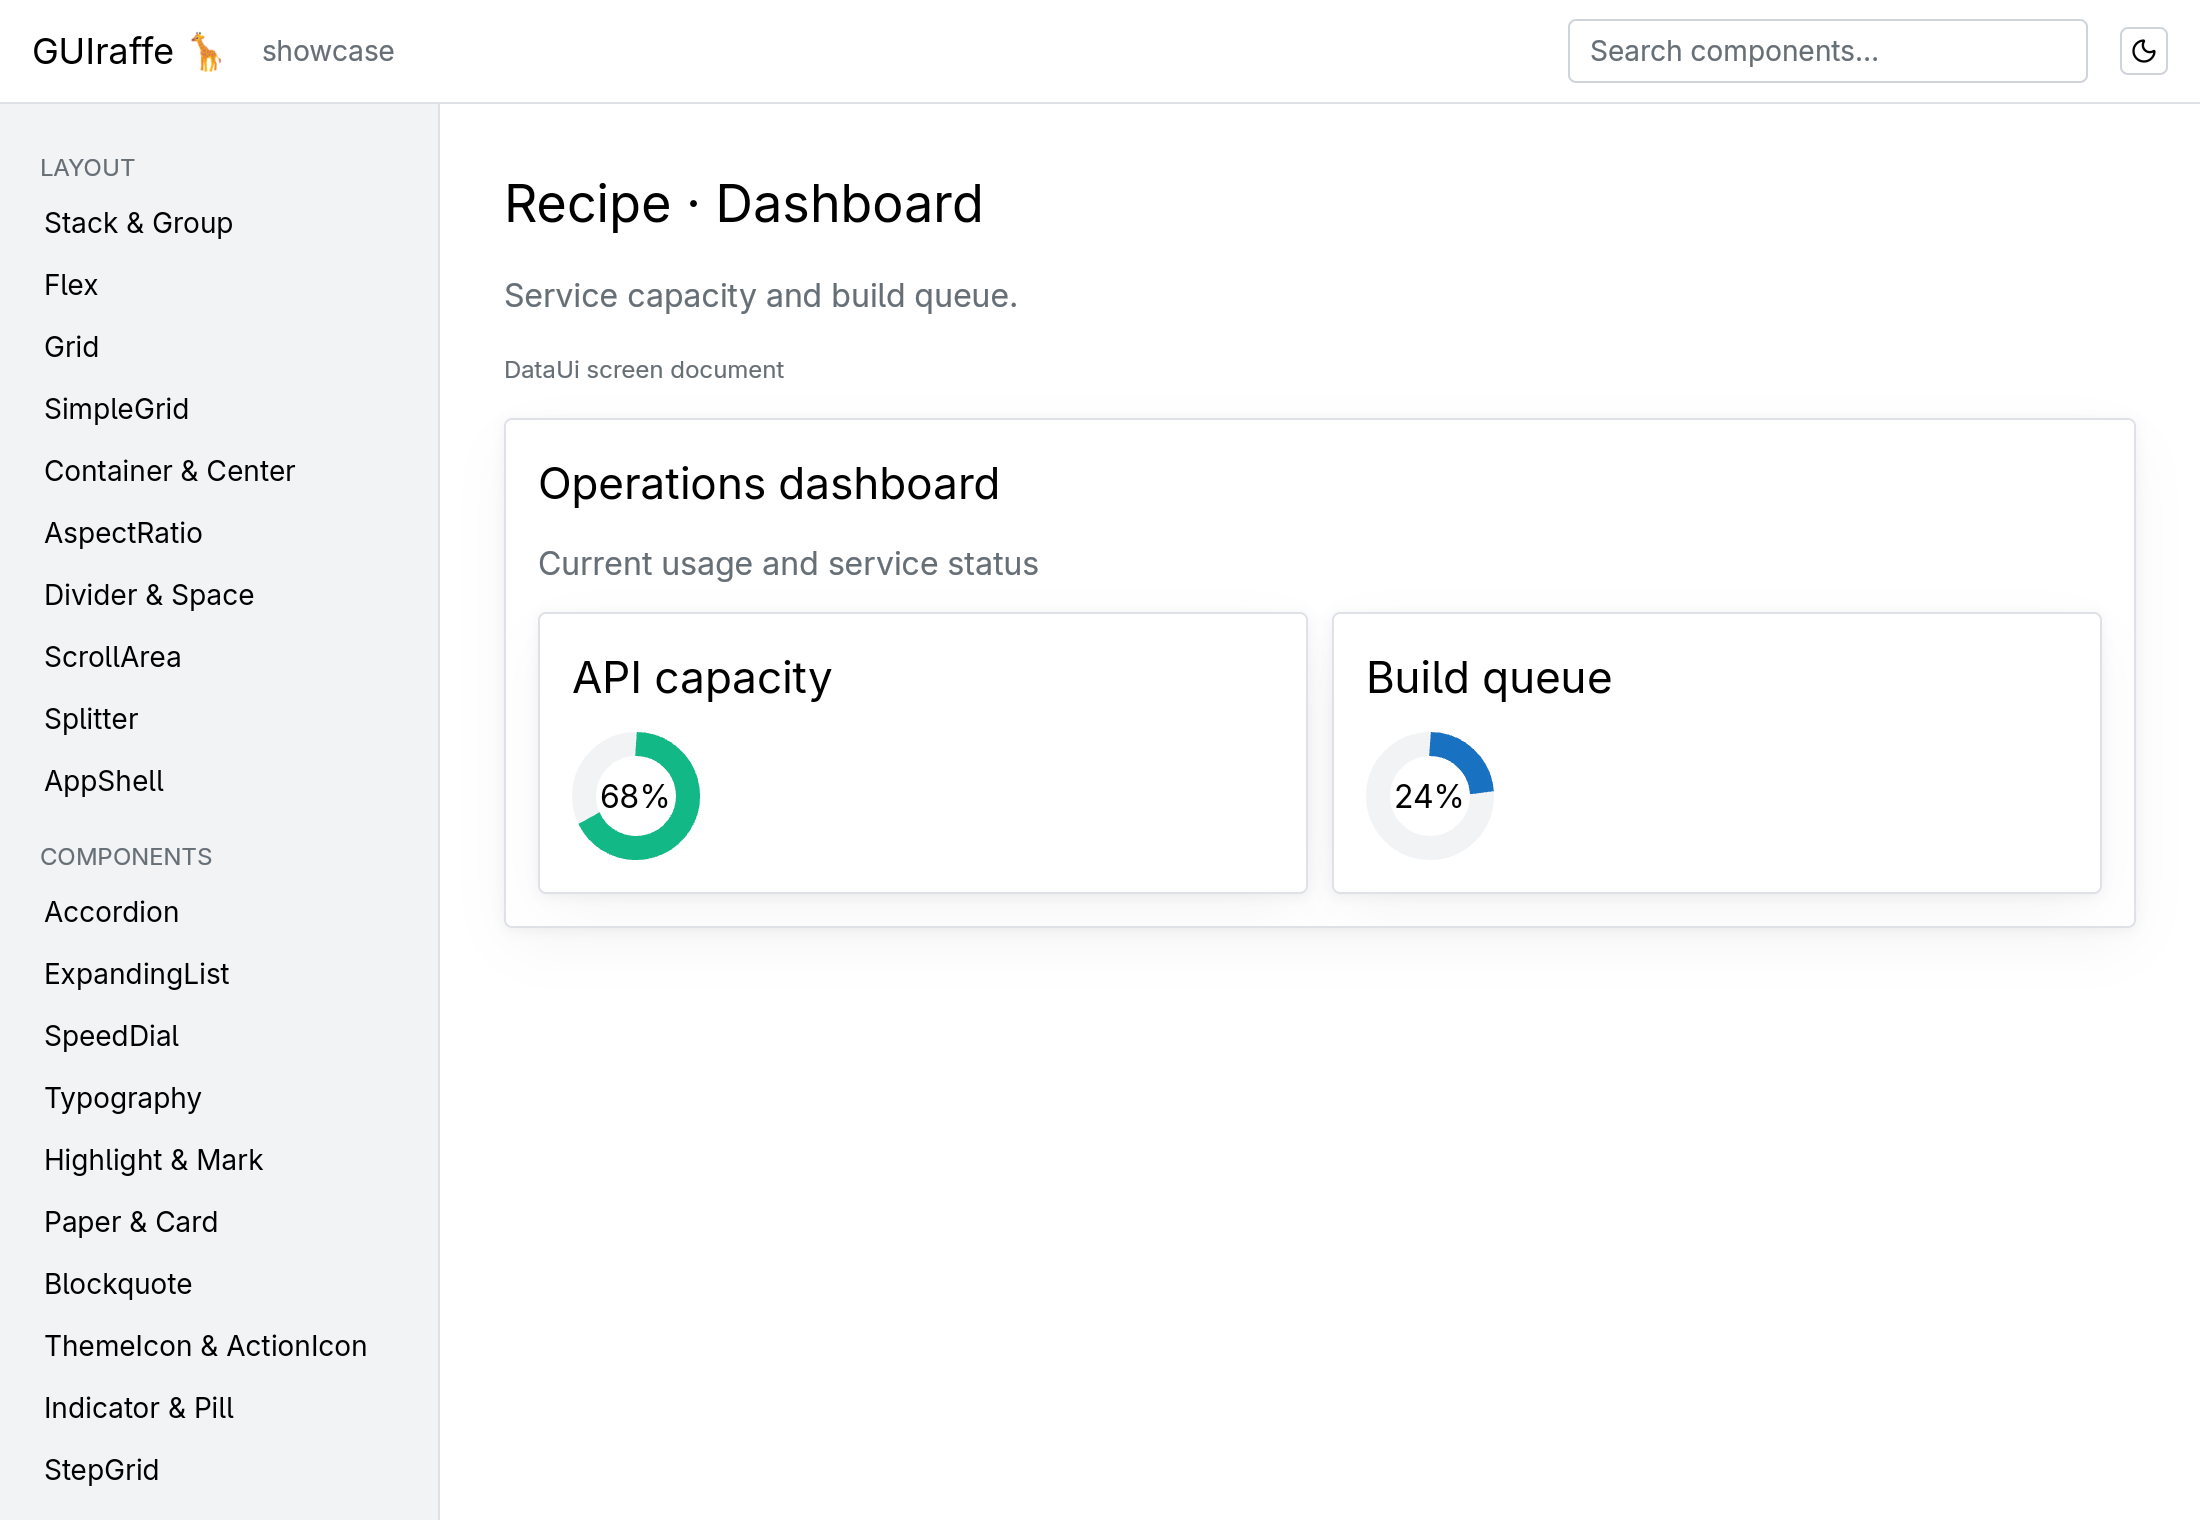 GUIraffe 🦒 showcase
Search components...
LAYOUT
Stack & Group
Flex
Grid
SimpleGrid
Container & Center
AspectRatio
Divider & Space
ScrollArea
Splitter
AppShell
COMPONENTS
Accordion
ExpandingList
SpeedDial
Typography
Highlight & Mark
Paper & Card
Blockquote
ThemeIcon & ActionIcon
Indicator & Pill
StepGrid
Recipe · Dashboard
Service capacity and build queue.
DataUi screen document
Operations dashboard
Current usage and service status
API capacity
68%
Build queue
24%